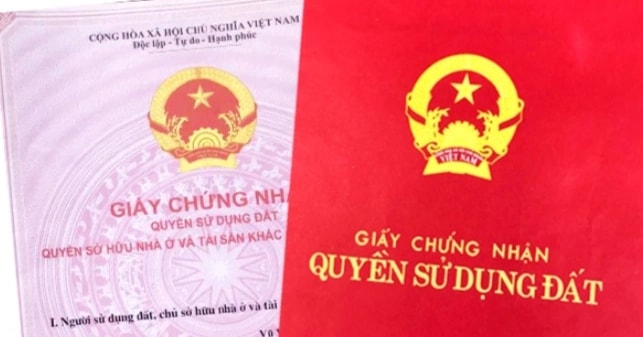 CỘNG HÒA XÃ HỘI CHỦ NGHĨA VIỆT NAM
Độc lập - Tự do - Hạnh phúc
GIẤY CHỨNG NHẬ
QUYỀN SỬ DỤNG ĐẤT
QUYỀN SỞ HỮU NHÀ Ở VÀ TÀI SẢN KHÁC
I. Người sử dụng đất, chủ sở hữu nhà ở và tài
VIỆT NAM
GIẤY CHỨNG NHẬN
QUYỀN SỬ DỤNG ĐẤT